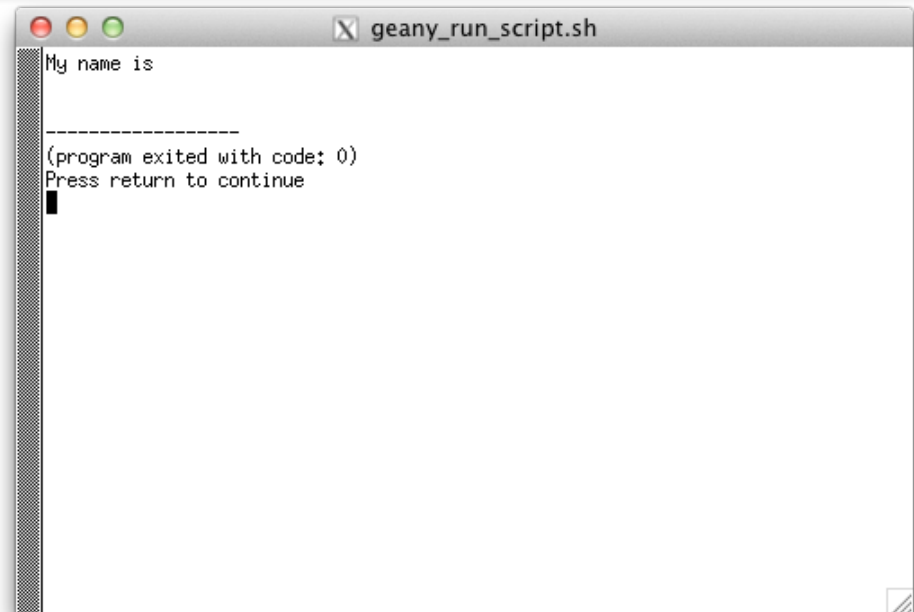 geany_run_script.sh
My name is
------------------
(program exited with code: 0)
Press return to continue